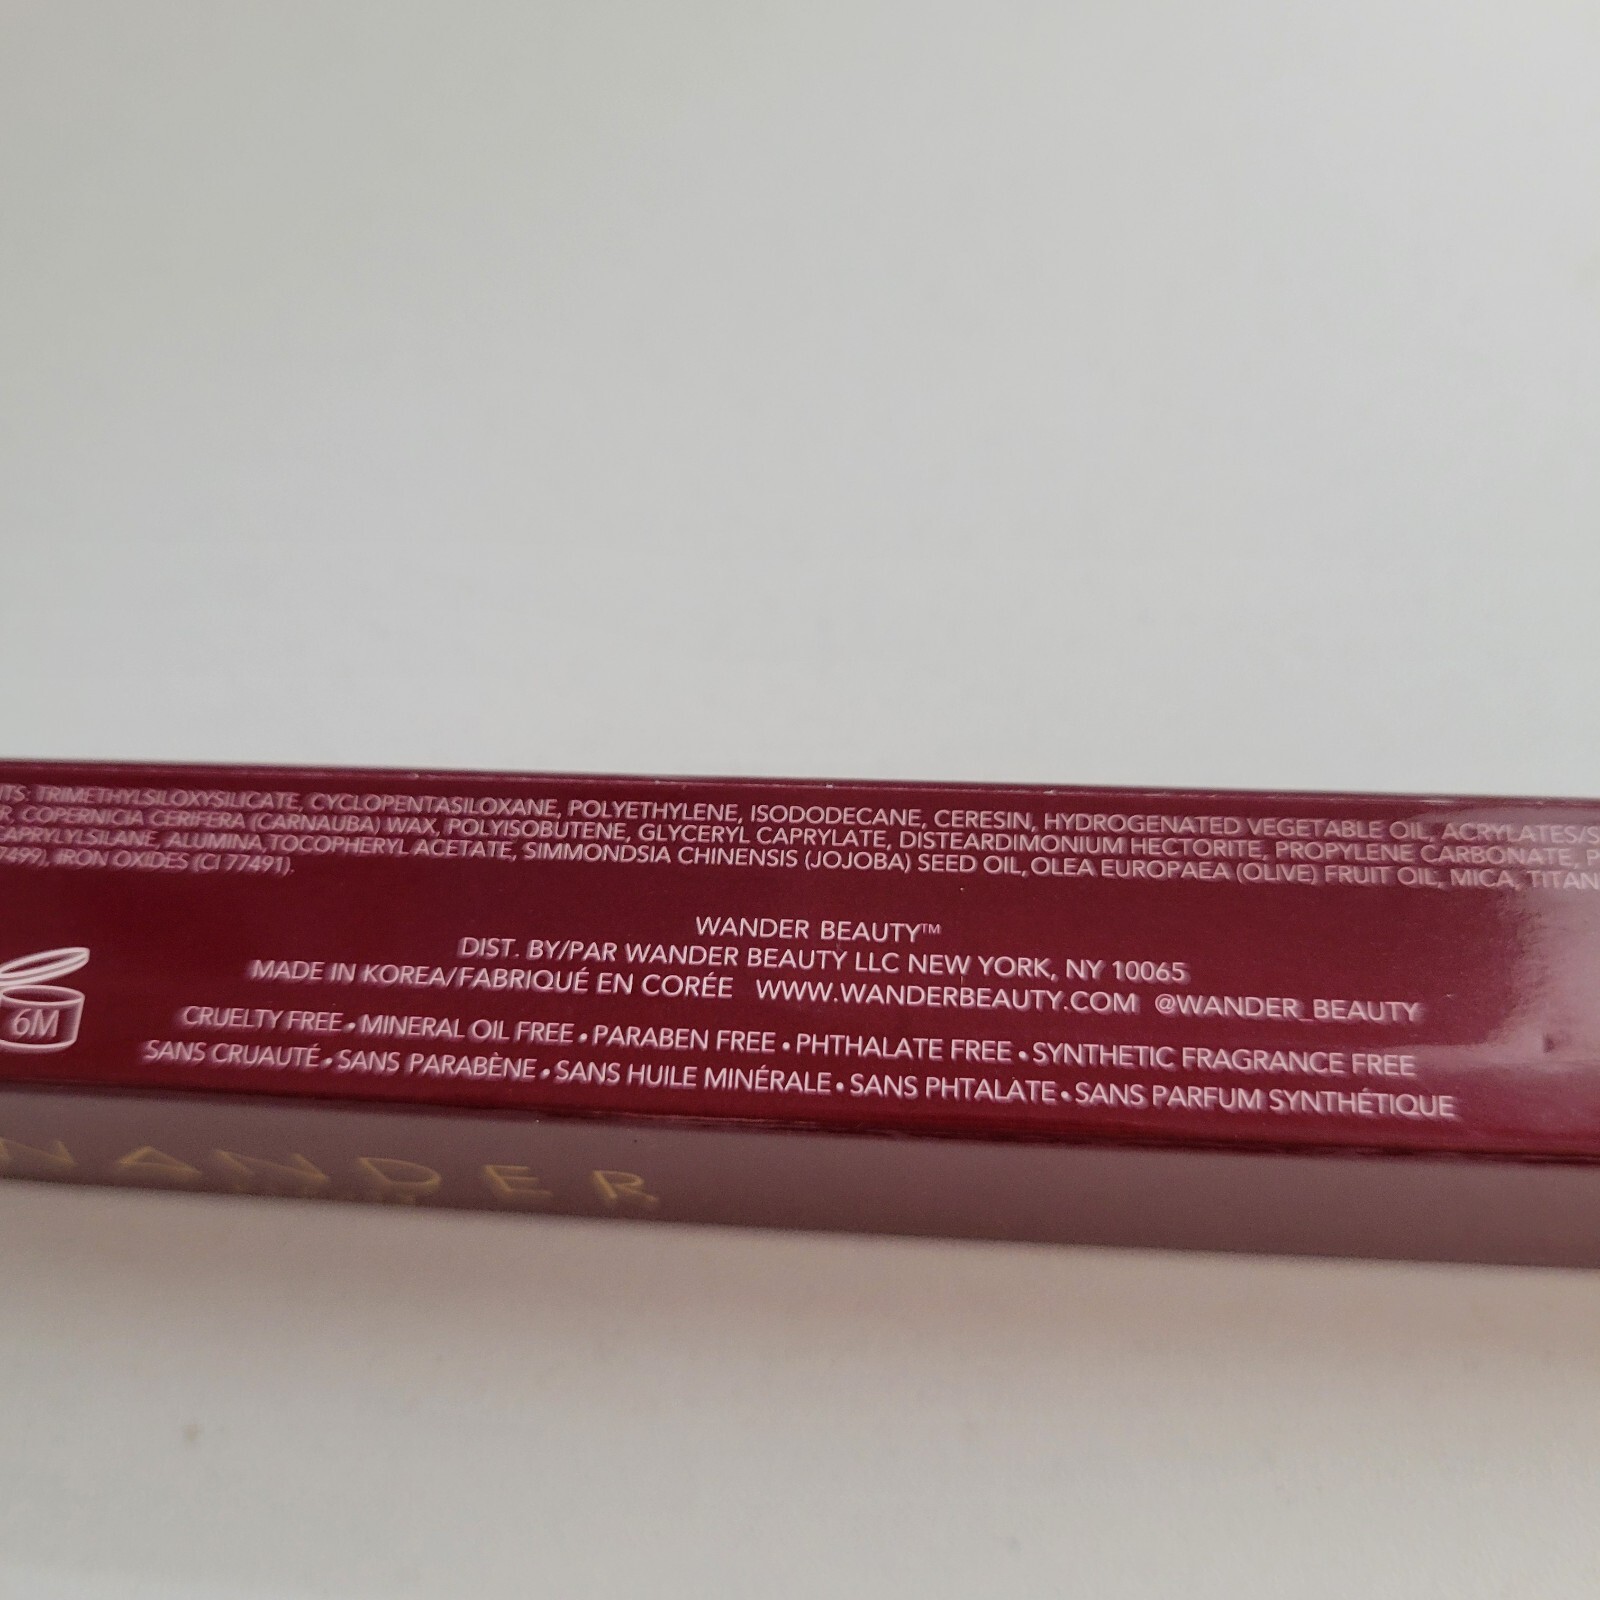 TS: TRIMETHYLSILOXYSILICATE, CYCLOPENTASILOXANE, POLYETHYLENE, ISODODECANE, CERESIN, HYDROGENATED VEGETABLE OIL, ACRYLATES/S
R, COPERNICIA CERIFERA (CARNAUBA) WAX, POLYISOBUTENE, GLYCERYL CAPRYLATE, DISTEARDIMONIUM HECTORITE, PROPYLENE CARBONATE, P
CAPRYLYLSILANE, ALUMINA, TOCOPHERYL ACETATE, SIMMONDSIA CHINENSIS (JOJOBA) SEED OIL, OLEA EUROPAEA (OLIVE) FRUIT OIL, MICA, TITAN
7499), IRON OXIDES (CI 77491).
WANDER BEAUTY™
DIST. BY/PAR WANDER BEAUTY LLC NEW YORK, NY 10065
MADE IN KOREA/FABRIQUÉ EN CORÉE WWW.WANDERBEAUTY.COM @WANDER_BEAUTY
6M
CRUELTY FREE • MINERAL OIL FREE • PARABEN FREE • PHTHALATE FREE • SYNTHETIC FRAGRANCE FREE
SANS CRUAUTÉ • SANS PARABÈNE • SANS HUILE MINÉRALE • SANS PHTALATE • SANS PARFUM SYNTHÉTIQUE
WANDER